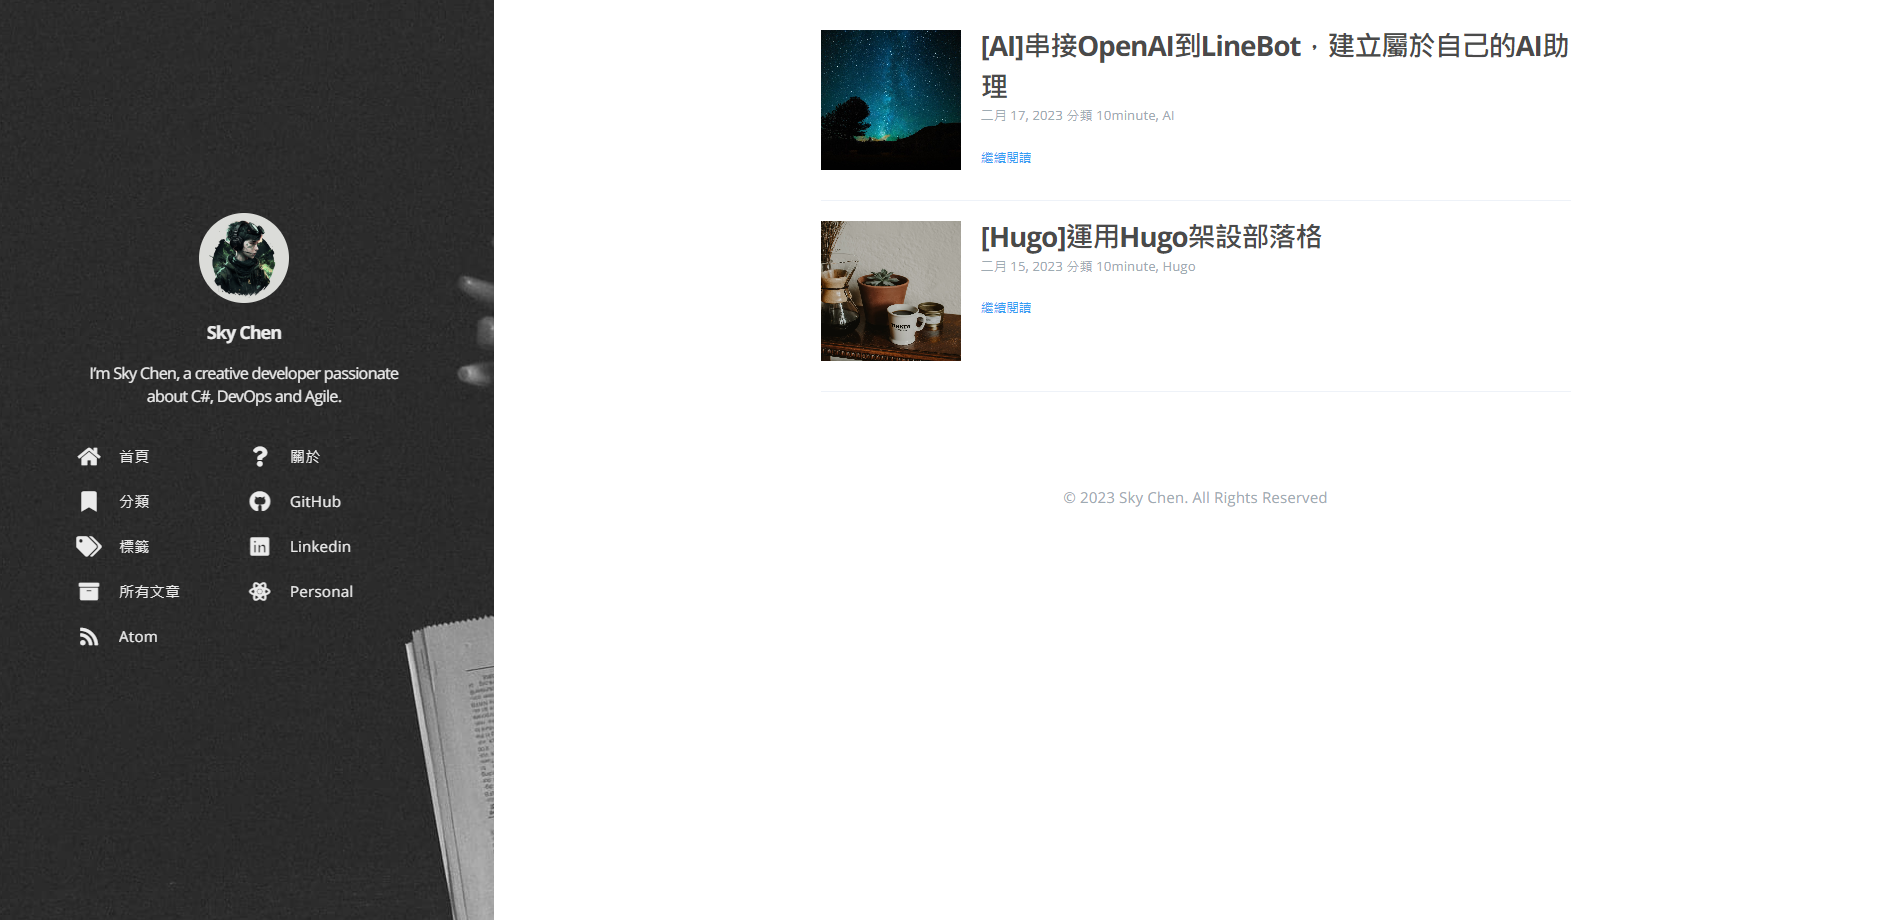 Sky Chen
I'm Sky Chen, a creative developer passionate
about C#, DevOps and Agile.
首頁
關於
分類
GitHub
標籤
Linkedin
所有文章
Personal
Atom
[AI]串接OpenAI到LineBot，建立屬於自己的AI助
理
二月 17, 2023 分類 10minute, AI
繼續閱讀
[Hugo]運用Hugo架設部落格
二月 15, 2023 分類 10minute, Hugo
繼續閱讀
© 2023 Sky Chen. All Rights Reserved